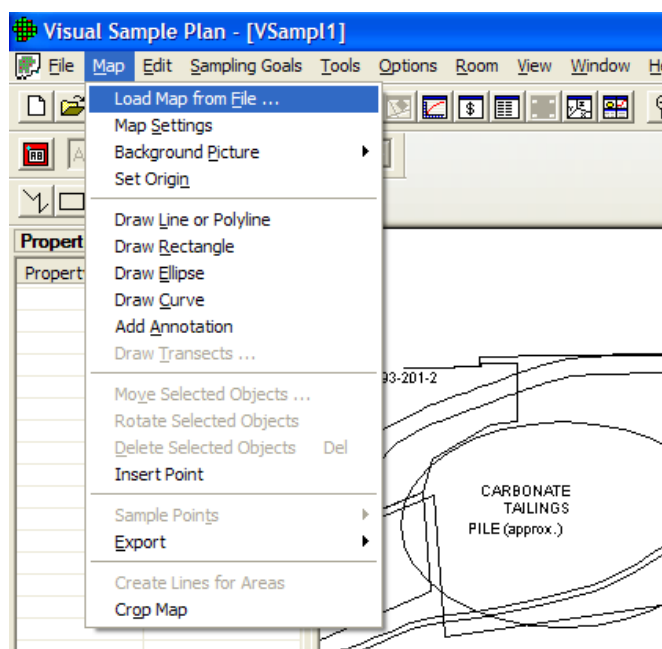 Visual Sample Plan - [VSampl1]
File Map Edit Sampling Goals Tools Options Room View Window
Load Map from File ...
Map Settings
Background Picture
Set Origin
Draw Line or Polyline
Draw Rectangle
Draw Ellipse
Draw Curve
Add Annotation
Draw Transects ...
Move Selected Objects ...
Rotate Selected Objects
Delete Selected Objects Del
Insert Point
Sample Points
Export
Create Lines for Areas
Crop Map
Propert
Propert
93-201-2
CARBONATE
TAILINGS
PILE (approx.)